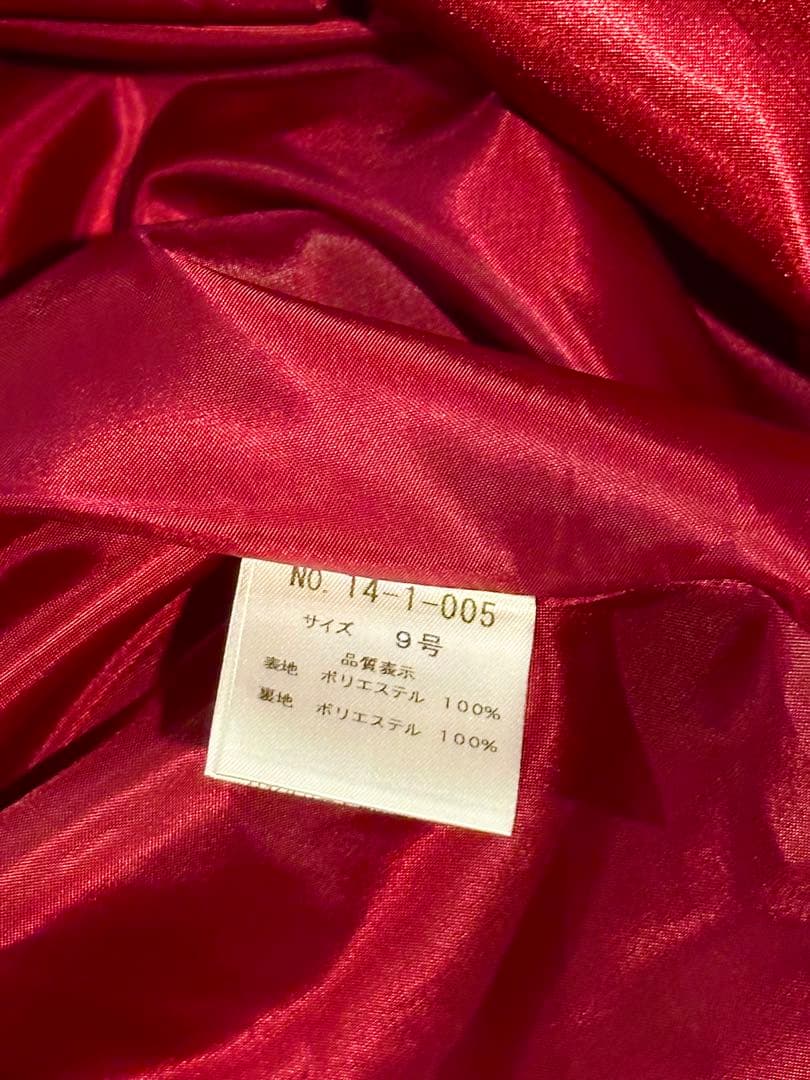 NO. 14-1-005
サイズ 9号
品質表示
表地 ポリエステル 100%
裏地 ポリエステル 100%